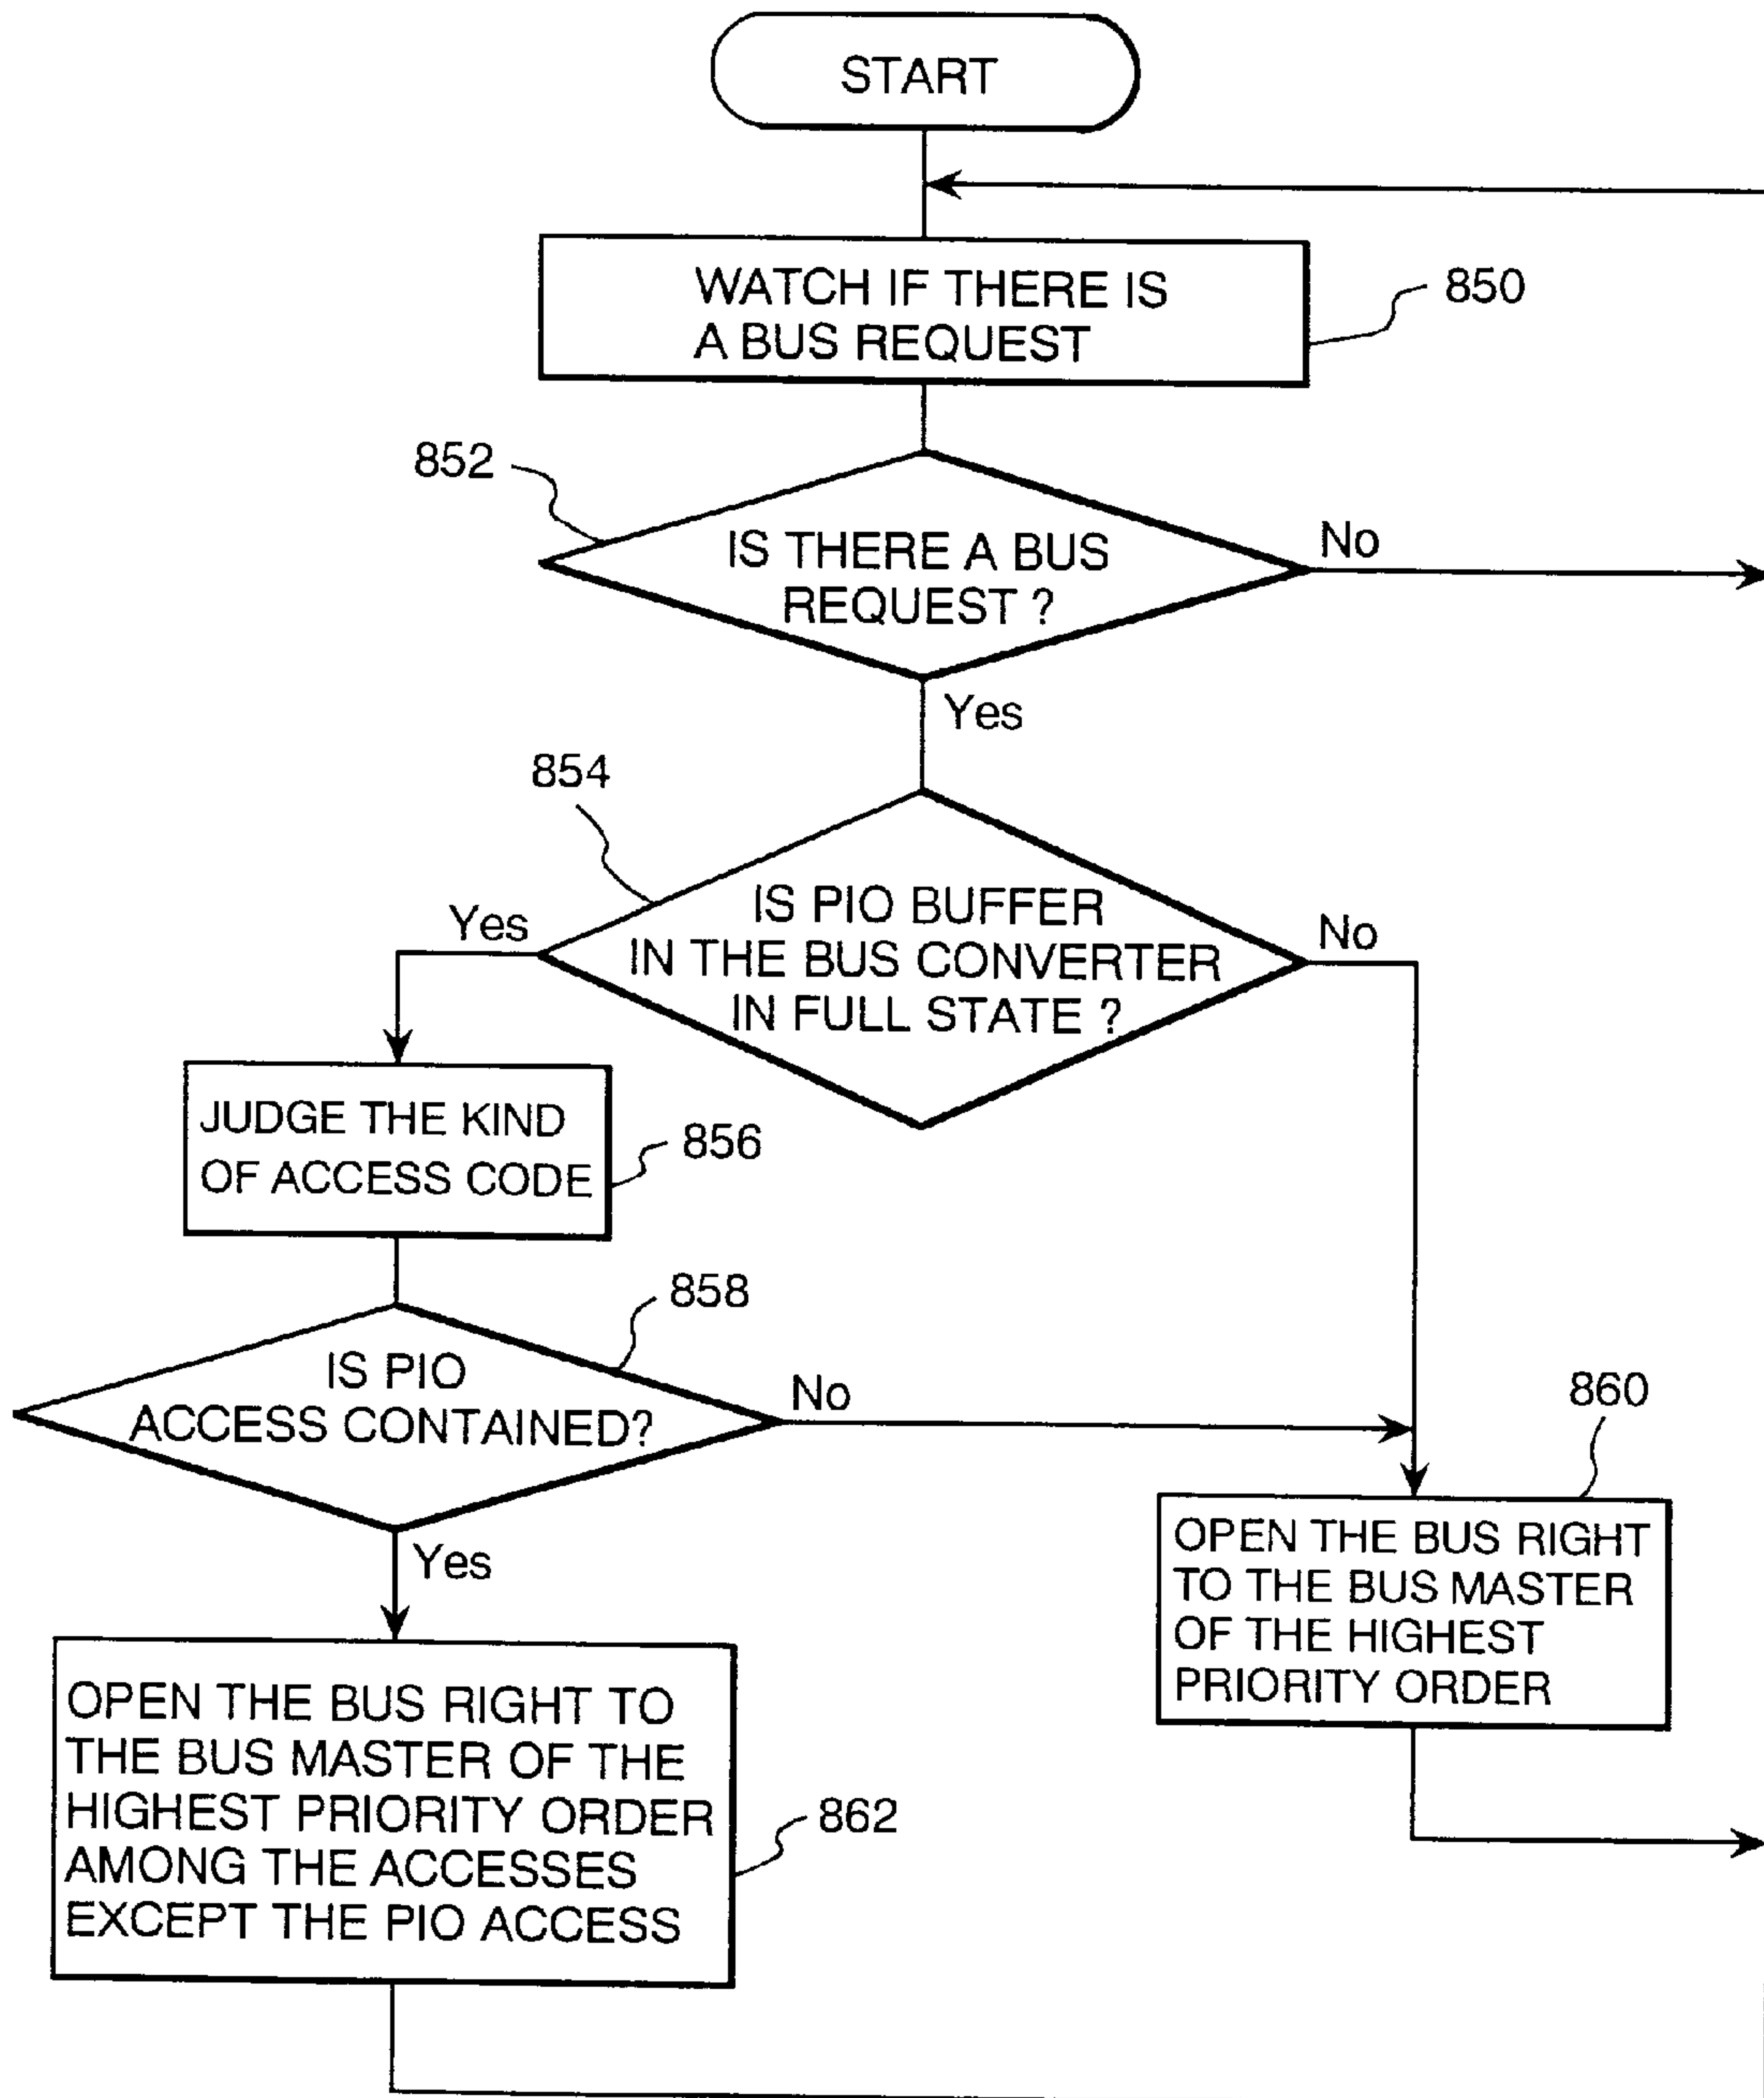 START
WATCH IF THERE IS
A BUS REQUEST
850
852
IS THERE A BUS
REQUEST ?
No
Yes
854
IS PIO BUFFER
IN THE BUS CONVERTER
IN FULL STATE ?
Yes
No
JUDGE THE KIND
OF ACCESS CODE
856
858
IS PIO
ACCESS CONTAINED?
No
Yes
860
OPEN THE BUS RIGHT
TO THE BUS MASTER
OF THE HIGHEST
PRIORITY ORDER
OPEN THE BUS RIGHT TO
THE BUS MASTER OF THE
HIGHEST PRIORITY ORDER
AMONG THE ACCESSES
EXCEPT THE PIO ACCESS
862